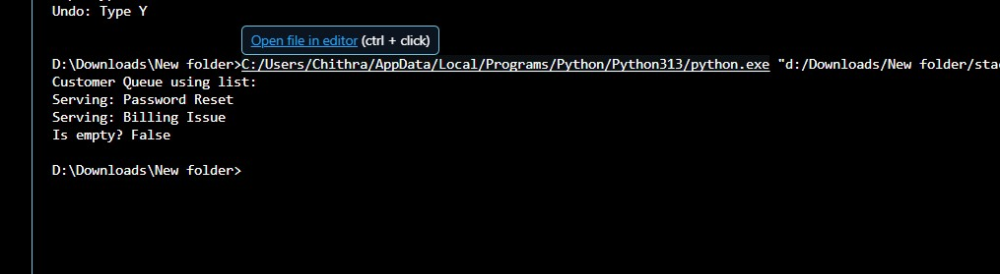 Undo: Type Y
Open file in editor (ctrl + click)
D:\Downloads\New folder>C:/Users/Chithra/AppData/Local/Programs/Python/Python313/python.exe "d:/Downloads/New folder/sta
Customer Queue using list:
Serving: Password Reset
Serving: Billing Issue
Is empty? False
D:\Downloads\New folder>